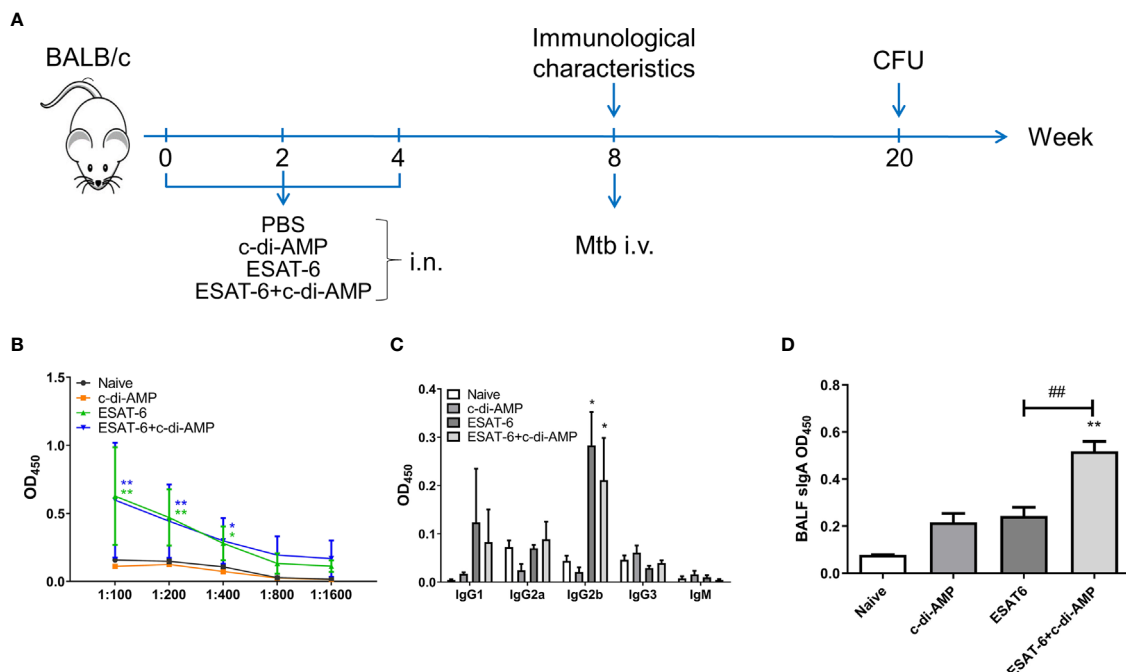 A
BALB/c
Immunological
characteristics
CFU
0
2
4
8
20
Week
PBS
c-di-AMP
ESAT-6
ESAT-6+c-di-AMP
i.n.
Mtb i.v.
B
Naive
c-di-AMP
ESAT-6
ESAT-6+c-di-AMP
OD450
1.5
1.0
0.5
0.0
**
**
**
**
*
*
1:100
1:200
1:400
1:800
1:1600
C
Naive
c-di-AMP
ESAT-6
ESAT-6+c-di-AMP
OD450
0.4
0.3
0.2
0.1
0.0
*
*
IgG1
IgG2a
IgG2b
IgG3
IgM
D
BALF sIgA OD450
0.8
0.6
0.4
0.2
0.0
##
**
Naive
c-di-AMP
ESAT6
ESAT-6+c-di-AMP